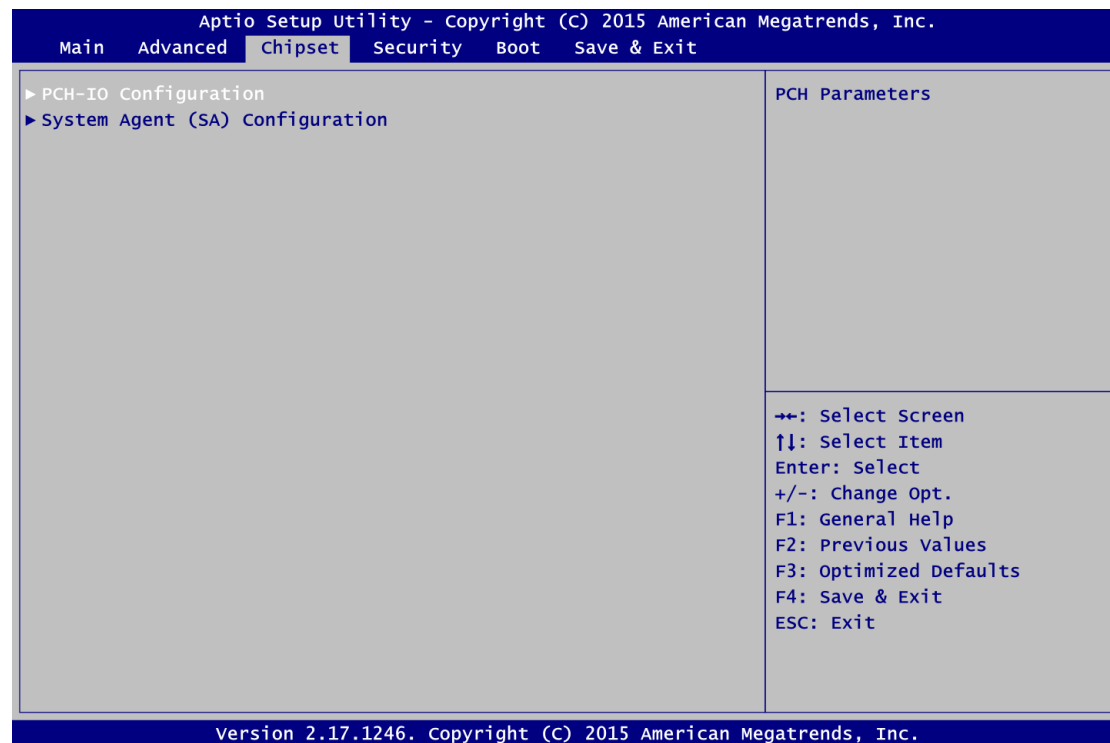 Aptio Setup Utility - Copyright (C) 2015 American Megatrends, Inc.
Main Advanced Chipset Security Boot Save & Exit
► PCH-IO Configuration
► System Agent (SA) Configuration
PCH Parameters
→←: Select Screen
↑↓: Select Item
Enter: Select
+/-: Change Opt.
F1: General Help
F2: Previous Values
F3: Optimized Defaults
F4: Save & Exit
ESC: Exit
Version 2.17.1246. Copyright (C) 2015 American Megatrends, Inc.